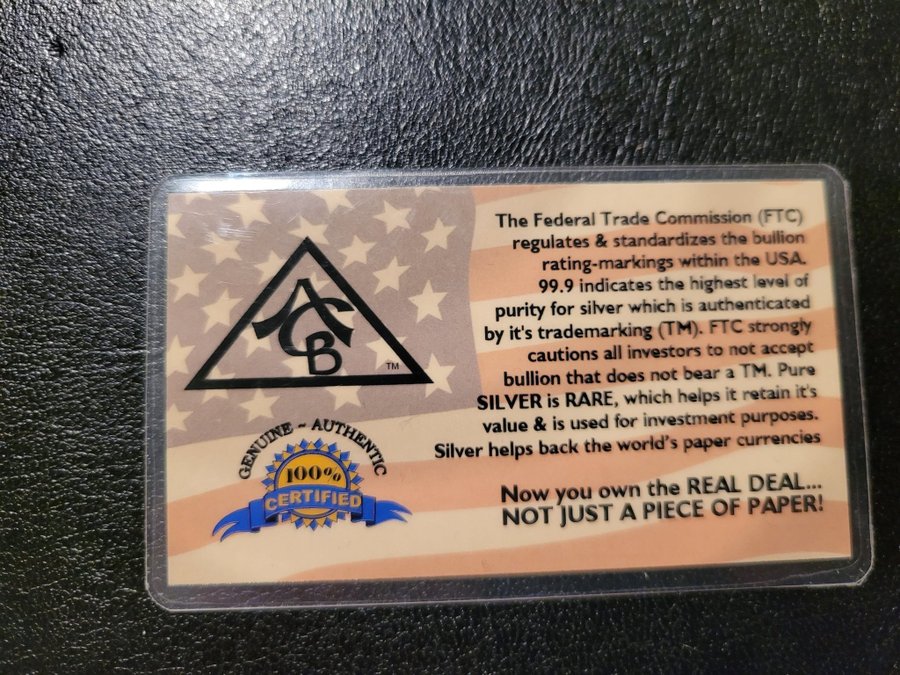 The Federal Trade Commission (FTC)
regulates & standardizes the bullion
rating-markings within the USA.
99.9 indicates the highest level of
purity for silver which is authenticated
by it's trademarking (TM). FTC strongly
cautions all investors to not accept
bullion that does not bear a TM. Pure
SILVER is RARE, which helps it retain it's
value & is used for investment purposes.
Silver helps back the world's paper currencies
Now you own the REAL DEAL...
NOT JUST A PIECE OF PAPER!
ACB
TM
GENUINE ~ AUTHENTIC
100%
CERTIFIED